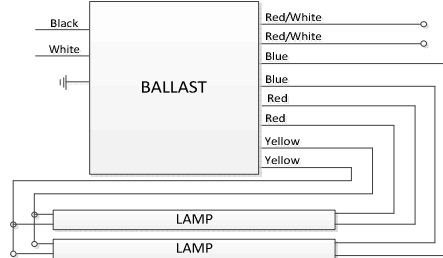 Black
White
BALLAST
Red/White
Red/White
Blue
Blue
Red
Red
Yellow
Yellow
LAMP
LAMP